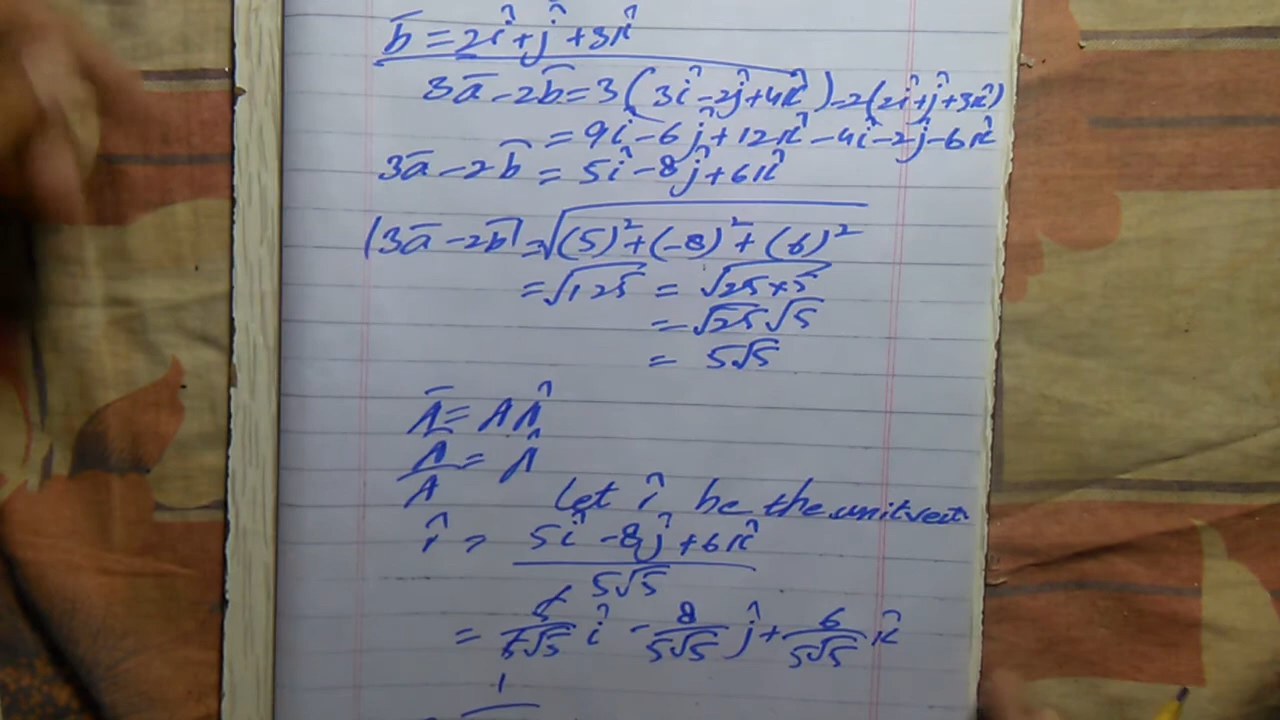 b̄ = 2î+ĵ+3k̂
3ā-2b̄=3(3î-2ĵ+4k̂)-2(2î+ĵ+3k̂)
= 9î-6ĵ+12k̂-4î-2ĵ-6k̂
3ā-2b̄ = 5î-8ĵ+6k̂
|3ā-2b̄|=√(5)²+(-8)²+(6)²
=√125 = √25×5
= √25√5
= 5√5
Ā= AÂ
Ā/A = Â
Let r̂ be the unit vect
r̂ = (5î-8ĵ+6k̂)/5√5
= 5/5√5 î - 8/5√5 ĵ + 6/5√5 k̂
1